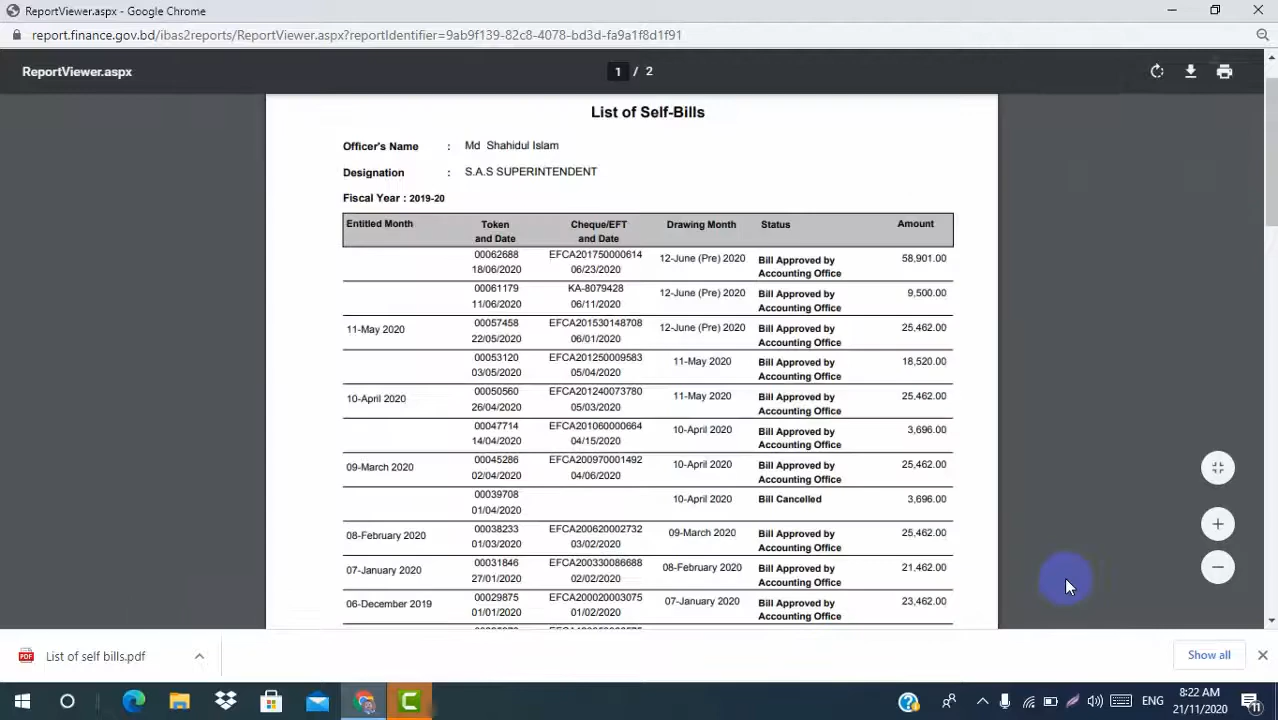 ReportViewer.aspx - Google Chrome
report.finance.gov.bd/ibas2reports/ReportViewer.aspx?reportIdentifier=9ab9f139-82c8-4078-bd3d-fa9a1f8d1f91
ReportViewer.aspx
1 / 2
List of Self-Bills
Officer's Name : Md Shahidul Islam
Designation : S.A.S SUPERINTENDENT
Fiscal Year : 2019-20
Entitled Month Token Cheque/EFT Drawing Month Status Amount
and Date and Date
00062688 EFCA201750000614 12-June (Pre) 2020 Bill Approved by 58,901.00
18/06/2020 06/23/2020 Accounting Office
00061179 KA-8079428 12-June (Pre) 2020 Bill Approved by 9,500.00
11/06/2020 06/11/2020 Accounting Office
11-May 2020 00057458 EFCA201530148708 12-June (Pre) 2020 Bill Approved by 25,462.00
22/05/2020 06/01/2020 Accounting Office
00053120 EFCA201250009583 11-May 2020 Bill Approved by 18,520.00
03/05/2020 05/04/2020 Accounting Office
10-April 2020 00050560 EFCA201240073780 11-May 2020 Bill Approved by 25,462.00
26/04/2020 05/03/2020 Accounting Office
00047714 EFCA201060000664 10-April 2020 Bill Approved by 3,696.00
14/04/2020 04/15/2020 Accounting Office
09-March 2020 00045286 EFCA200970001492 10-April 2020 Bill Approved by 25,462.00
02/04/2020 04/06/2020 Accounting Office
00039708 10-April 2020 Bill Cancelled 3,696.00
01/04/2020
08-February 2020 00038233 EFCA200620002732 09-March 2020 Bill Approved by 25,462.00
01/03/2020 03/02/2020 Accounting Office
07-January 2020 00031846 EFCA200330086688 08-February 2020 Bill Approved by 21,462.00
27/01/2020 02/02/2020 Accounting Office
06-December 2019 00029875 EFCA200020003075 07-January 2020 Bill Approved by 23,462.00
01/01/2020 01/02/2020 Accounting Office
List of self bills.pdf
Show all
ENG
8:22 AM
21/11/2020
11